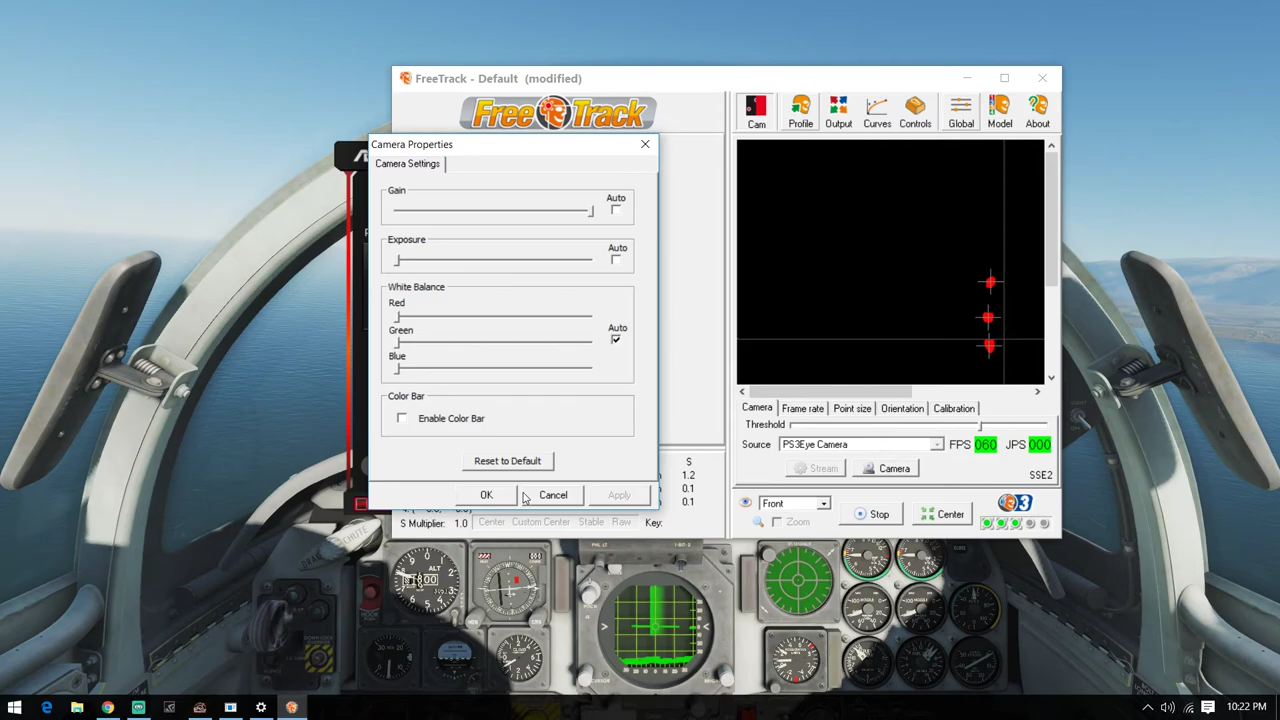 FreeTrack - Default (modified)
FreeTrack
Cam
Profile
Output
Curves
Controls
Global
Model
About
Camera Properties
Camera Settings
Gain
Auto
Exposure
Auto
White Balance
Red
Green
Auto
Blue
Color Bar
Enable Color Bar
Reset to Default
OK
Cancel
Apply
S
1.2
0.1
0.1
S Multiplier: 1.0
Center
Custom Center
Stable
Raw
Key:
Camera
Frame rate
Point size
Orientation
Calibration
Threshold
Source
PS3Eye Camera
FPS 060
JPS 000
Stream
Camera
SSE2
Front
Zoom
Stop
Center
3
CHUTE
ALT
CURSOR
10:22 PM